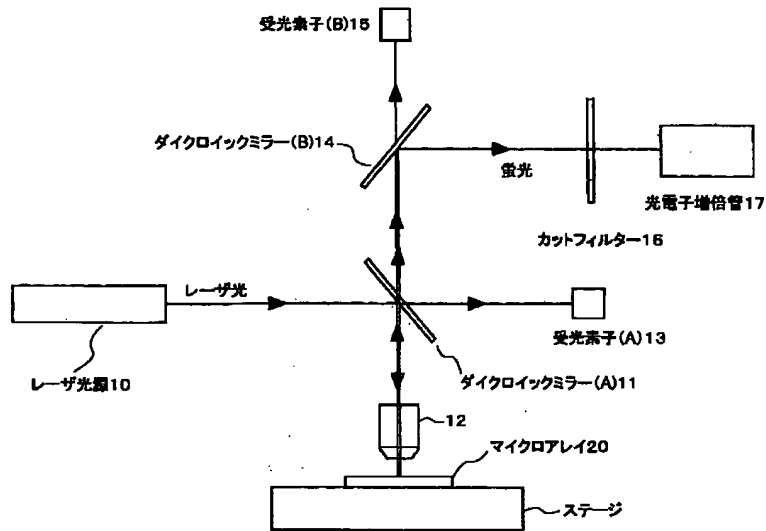 受光素子(B)15
ダイクロイックミラー(B)14
蛍光
光電子増倍管17
カットフィルター16
レーザ光
受光素子(A)13
レーザ光源10
ダイクロイックミラー(A)11
12
マイクロアレイ20
ステージ